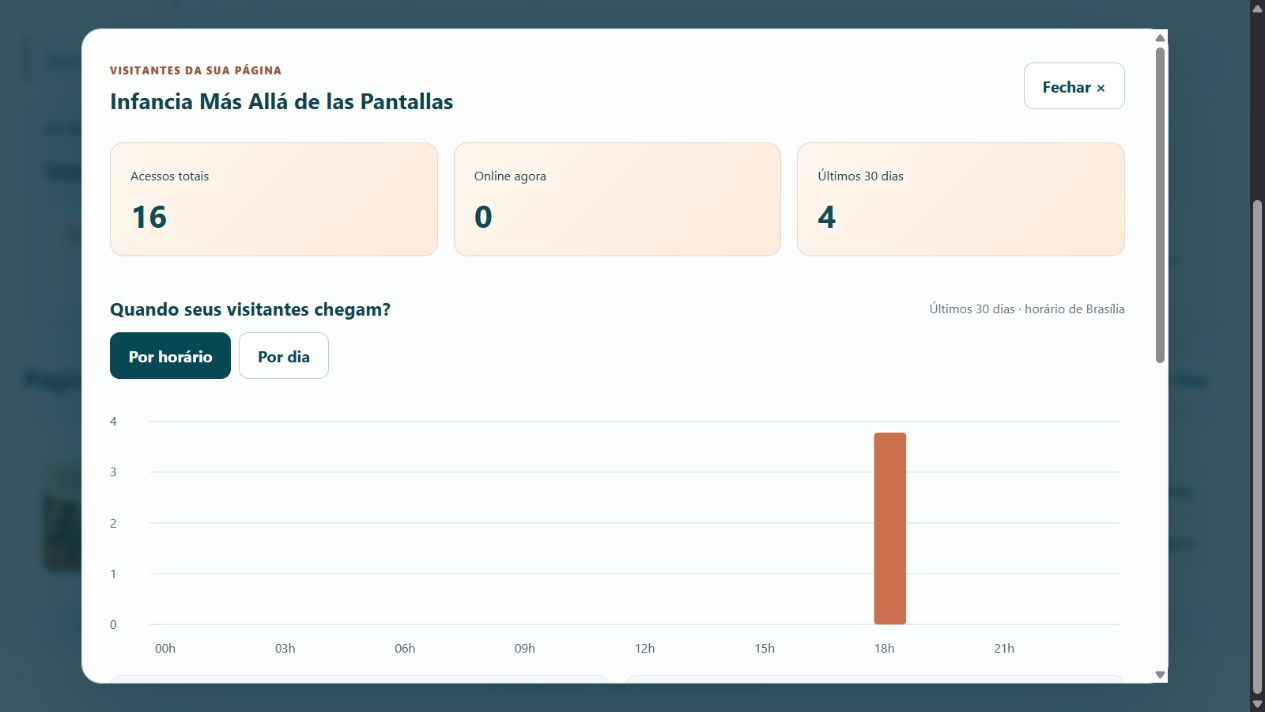 VISITANTES DA SUA PÁGINA
Infancia Más Allá de las Pantallas
Fechar ×
Acessos totais
16
Online agora
0
Últimos 30 dias
4
Quando seus visitantes chegam?
Últimos 30 dias · horário de Brasília
Por horário
Por dia
4
3
2
1
0
00h 03h 06h 09h 12h 15h 18h 21h